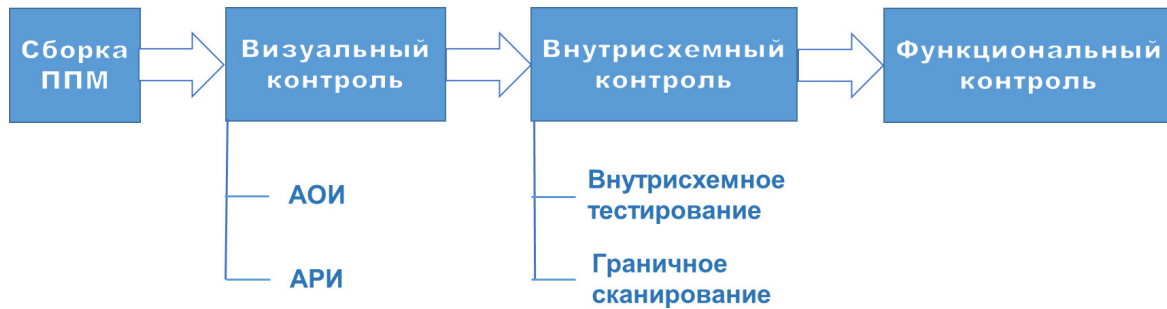 Сборка
ППМ
Визуальный
контроль
Внутрисхемный
контроль
Функциональный
контроль
АОИ
АРИ
Внутрисхемное
тестирование
Граничное
сканирование